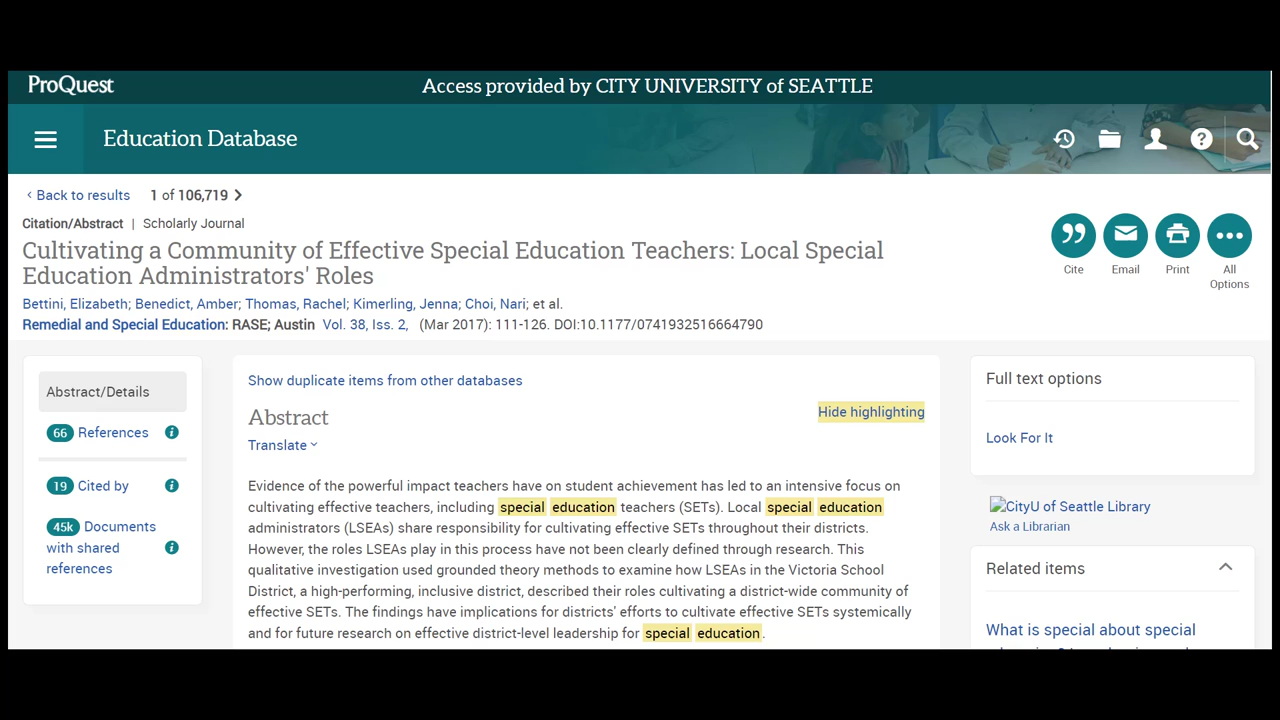 ProQuest
Access provided by CITY UNIVERSITY of SEATTLE
Education Database
Back to results 1 of 106,719
Citation/Abstract | Scholarly Journal
Cultivating a Community of Effective Special Education Teachers: Local Special
Education Administrators' Roles
Bettini, Elizabeth; Benedict, Amber; Thomas, Rachel; Kimerling, Jenna; Choi, Nari; et al.
Remedial and Special Education: RASE; Austin Vol. 38, Iss. 2, (Mar 2017): 111-126. DOI:10.1177/0741932516664790
Cite
Email
Print
All
Options
Abstract/Details
66 References
19 Cited by
45k Documents
with shared
references
Show duplicate items from other databases
Abstract
Hide highlighting
Translate
Evidence of the powerful impact teachers have on student achievement has led to an intensive focus on
cultivating effective teachers, including special education teachers (SETs). Local special education
administrators (LSEAs) share responsibility for cultivating effective SETs throughout their districts.
However, the roles LSEAs play in this process have not been clearly defined through research. This
qualitative investigation used grounded theory methods to examine how LSEAs in the Victoria School
District, a high-performing, inclusive district, described their roles cultivating a district-wide community of
effective SETs. The findings have implications for districts' efforts to cultivate effective SETs systemically
and for future research on effective district-level leadership for special education.
Full text options
Look For It
CityU of Seattle Library
Ask a Librarian
Related items
What is special about special